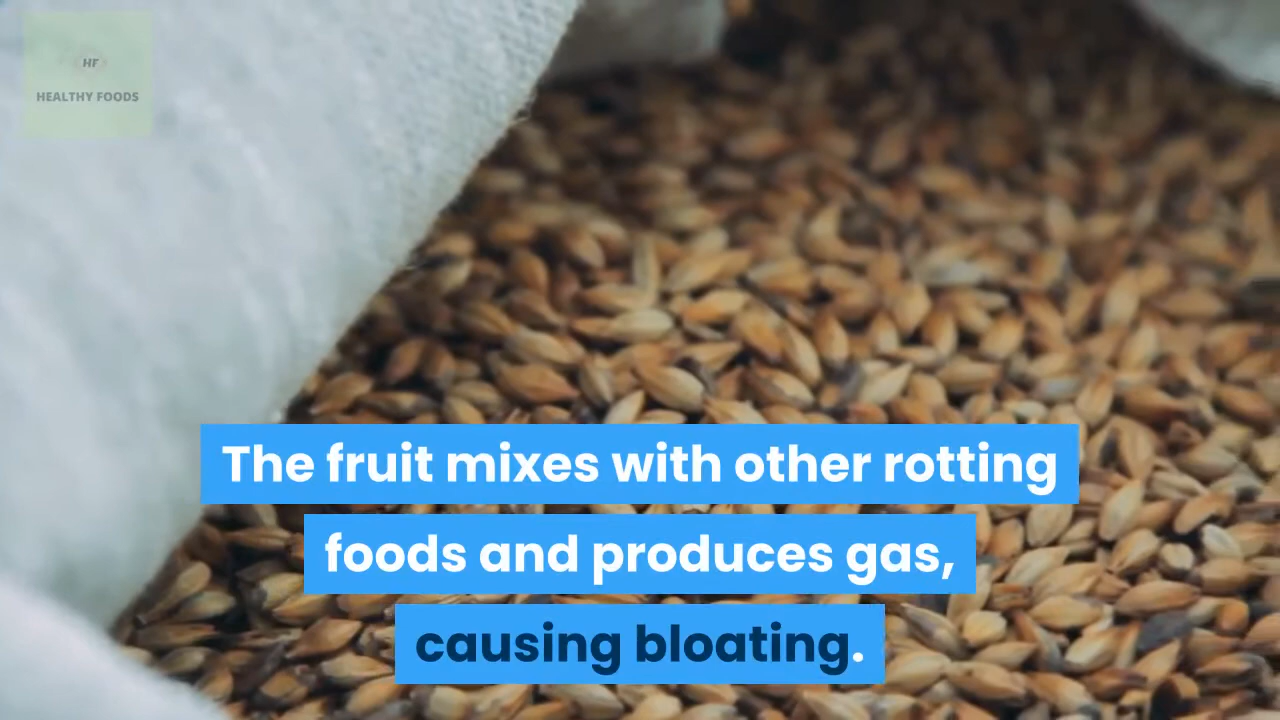 HF
HEALTHY FOODS
The fruit mixes with other rotting
foods and produces gas,
causing bloating.